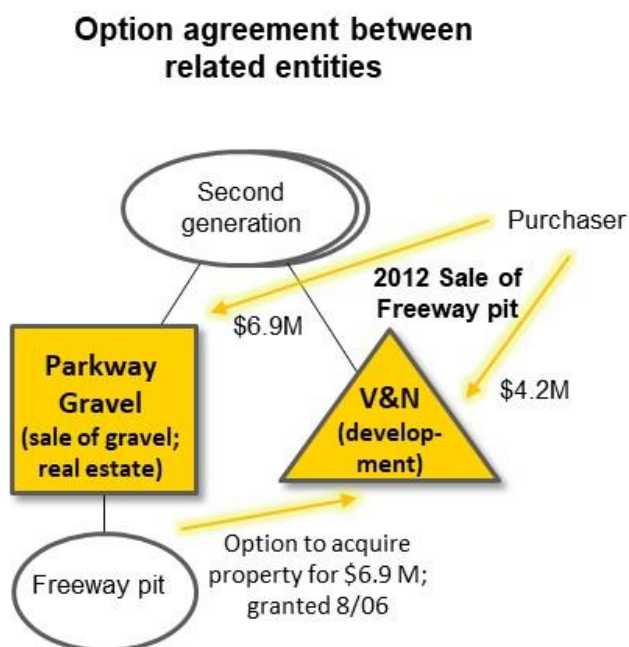 Option agreement between
related entities
Second
generation
Purchaser
2012 Sale of
Freeway pit
$6.9M
$4.2M
Parkway
Gravel
(sale of gravel;
real estate)
V&N
(develop-
ment)
Option to acquire
property for $6.9 M;
granted 8/06
Freeway pit